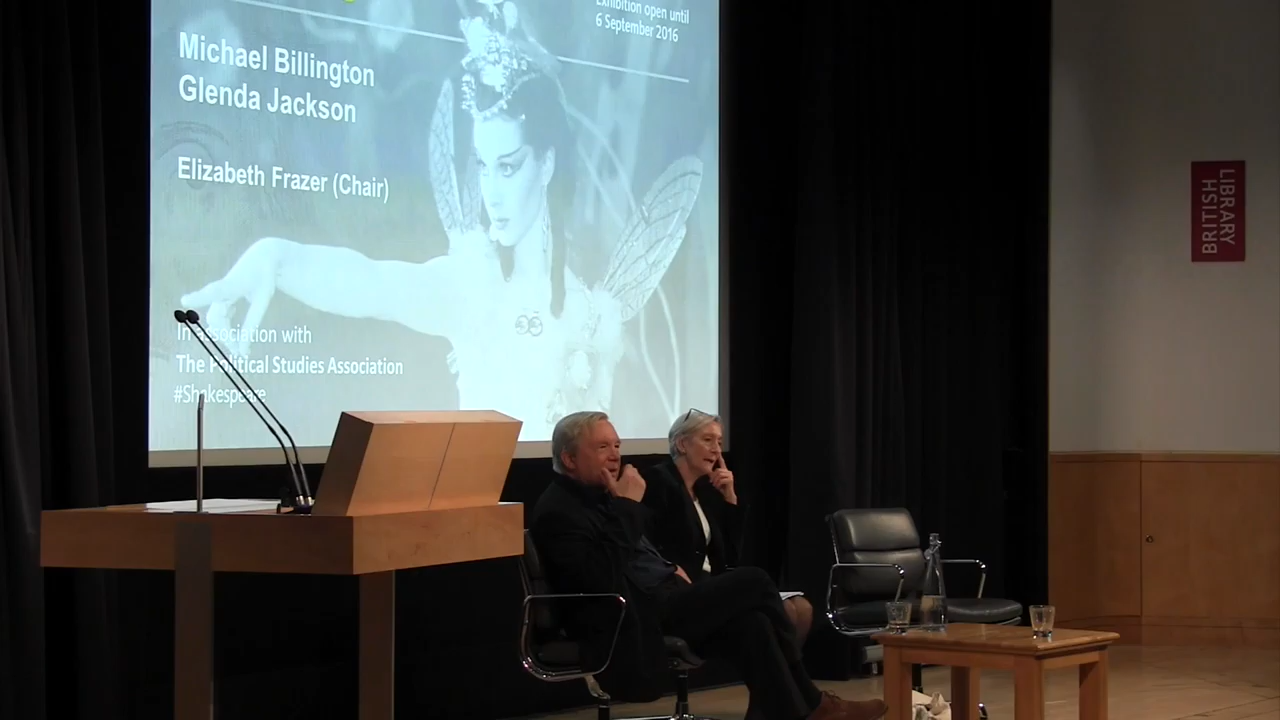 Exhibition open until
6 September 2016
Michael Billington
Glenda Jackson
Elizabeth Frazer (Chair)
In association with
The Political Studies Association
#Shakespeare
LIBRARY
BRITISH